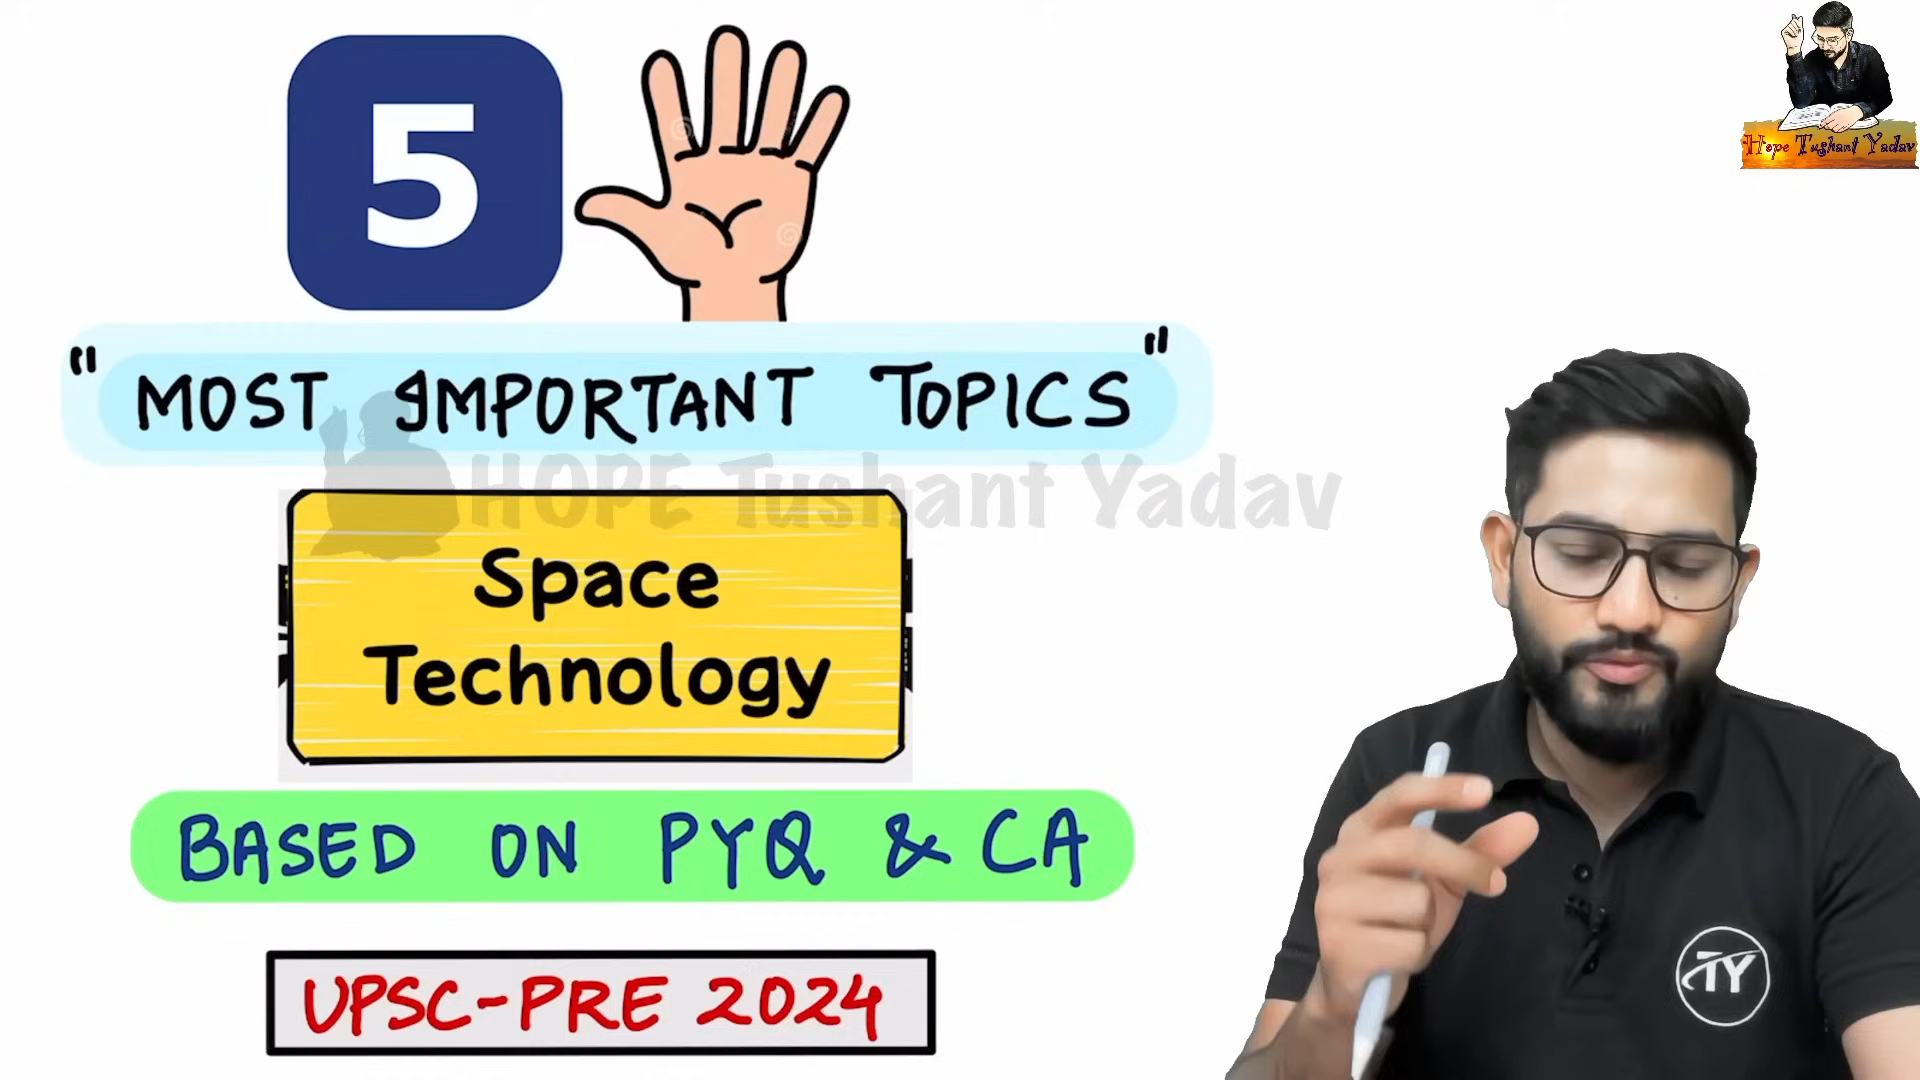 5
Hope Tushant Yadav
"MOST IMPORTANT TOPICS"
HOPE Tushant Yadav
Space
Technology
BASED ON PYQ & CA
TY
UPSC-PRE 2024